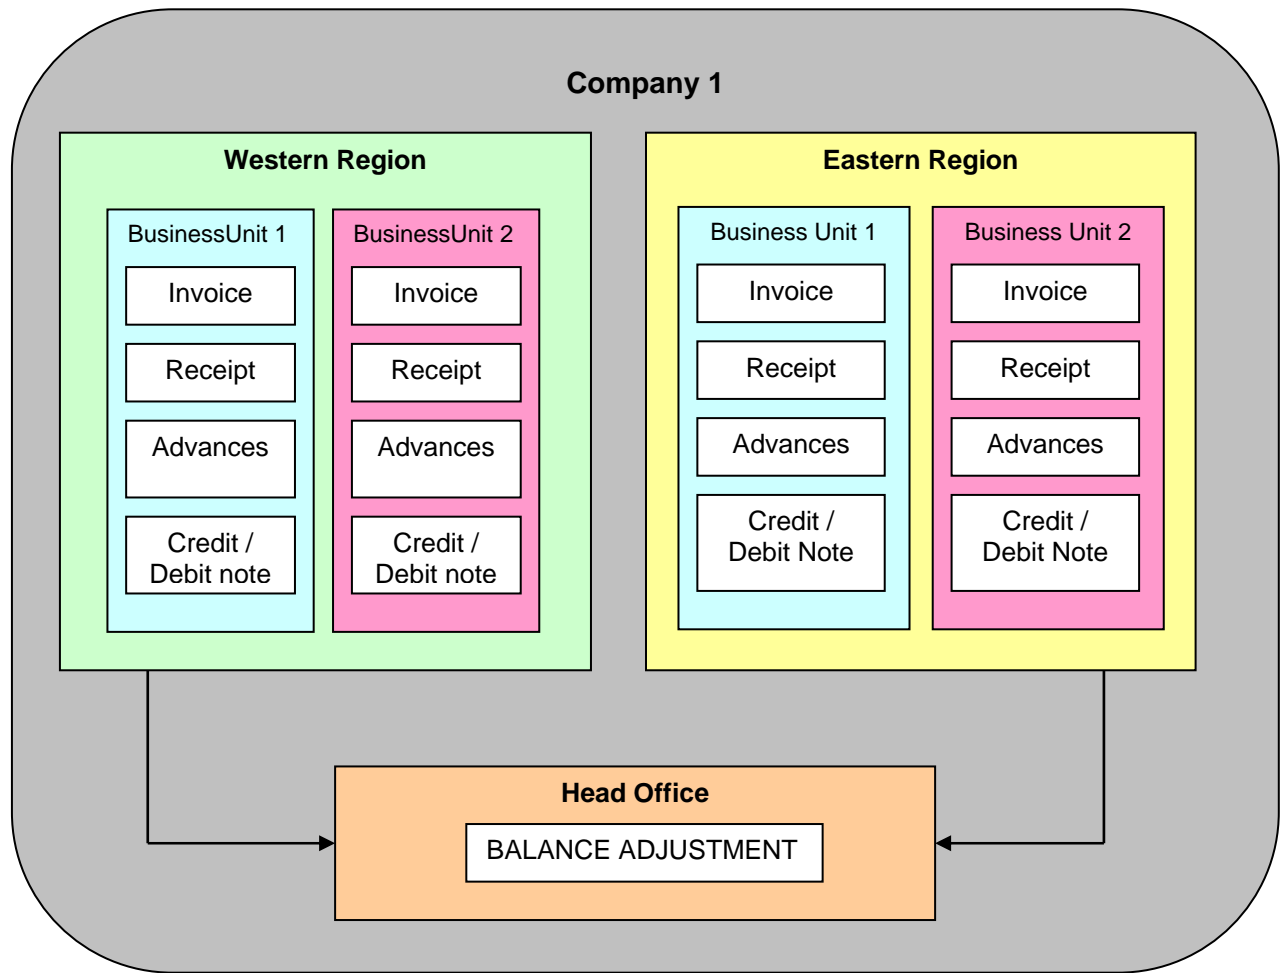 Company 1
Western Region
BusinessUnit 1
Invoice
Receipt
Advances
Credit /
Debit note
BusinessUnit 2
Invoice
Receipt
Advances
Credit /
Debit note
Eastern Region
Business Unit 1
Invoice
Receipt
Advances
Credit /
Debit Note
Business Unit 2
Invoice
Receipt
Advances
Credit /
Debit Note
Head Office
BALANCE ADJUSTMENT